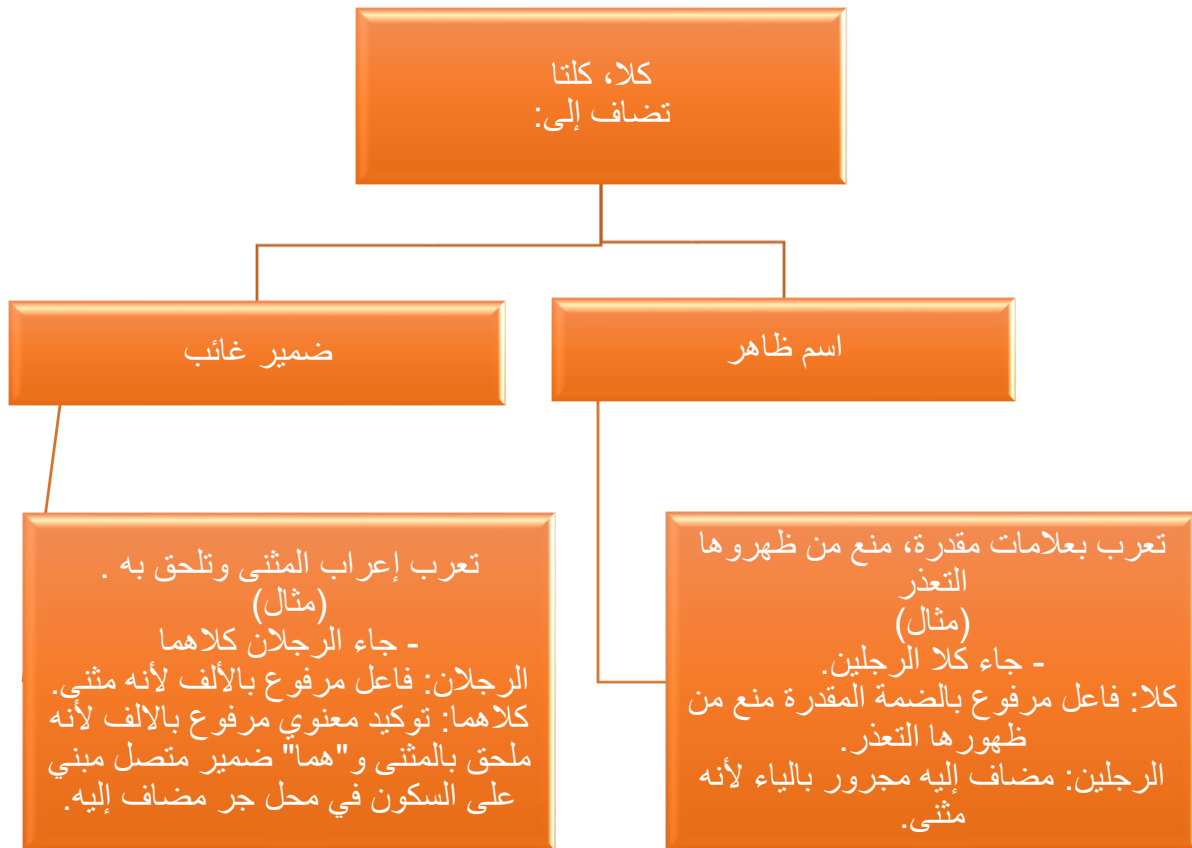 كلا، كلتا
تضاف إلى:
اسم ظاهر
ضمير غائب
تعرب بعلامات مقدرة، منع من ظهروها
التعذر
(مثال)
- جاء كلا الرجلين.
كلا: فاعل مرفوع بالضمة المقدرة منع من
ظهورها التعذر.
الرجلين: مضاف إليه مجرور بالياء لأنه
مثنى.
تعرب إعراب المثنى وتلحق به .
(مثال)
- جاء الرجلان كلاهما
الرجلان: فاعل مرفوع بالألف لأنه مثنى.
كلاهما: توكيد معنوي مرفوع بالالف لأنه
ملحق بالمثنى و"هما" ضمير متصل مبني
على السكون في محل جر مضاف إليه.